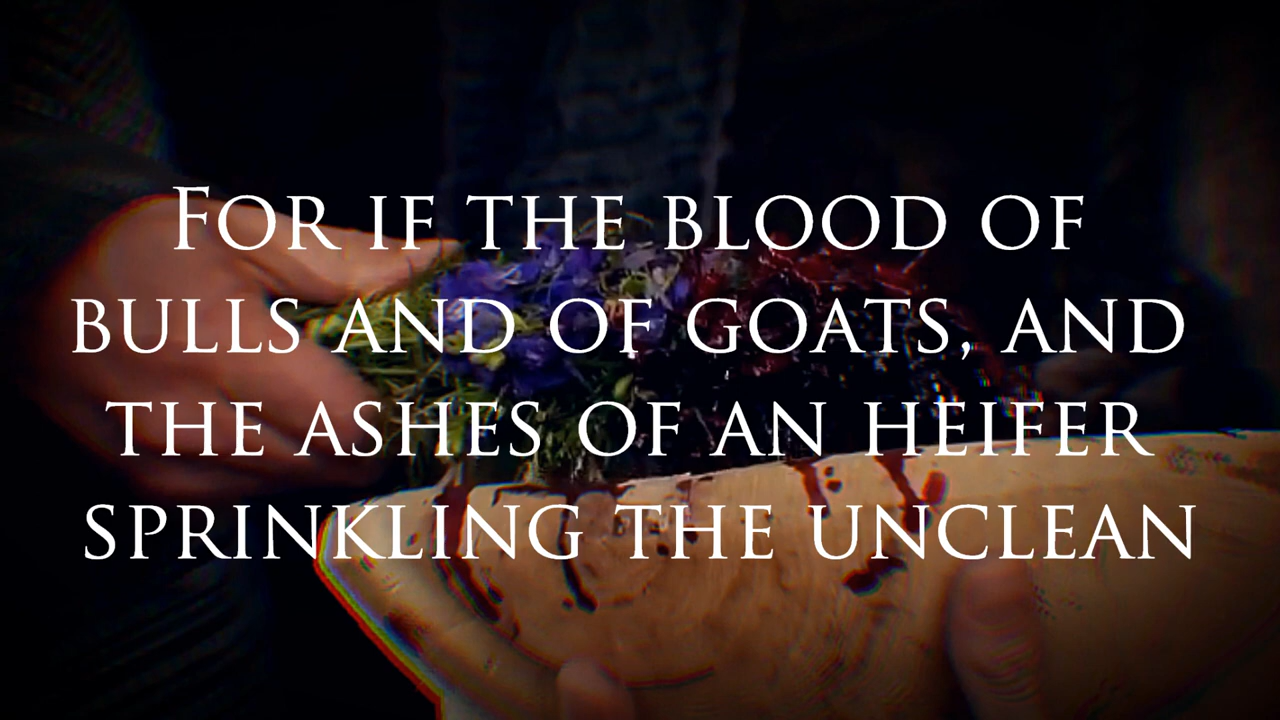 For if the blood of
bulls and of goats, and
the ashes of an heifer
sprinkling the unclean